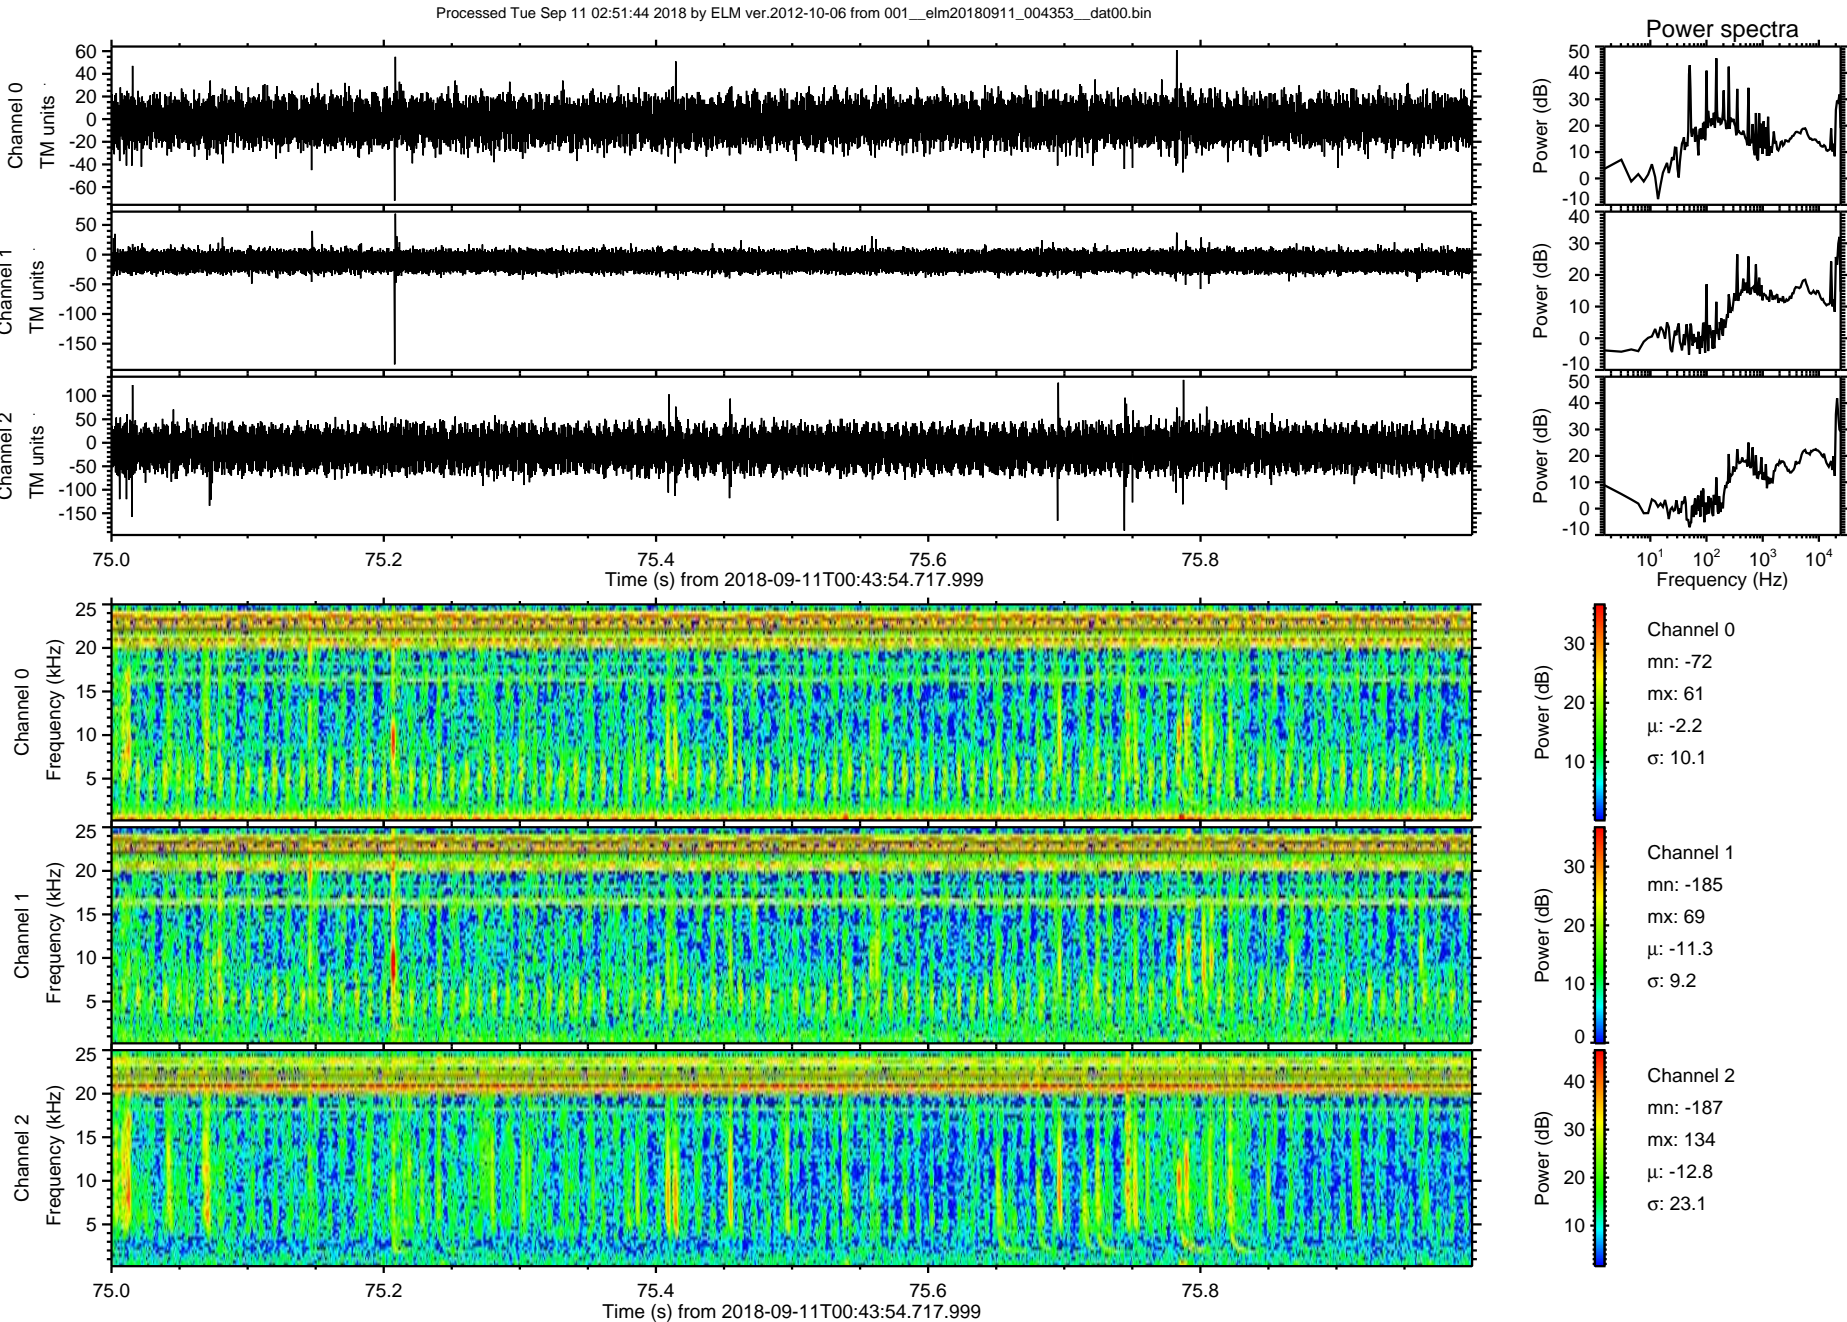 Processed Tue Sep 11 02:51:44 2018 by ELM ver.2012-10-06 from 001__elm20180911_004353__dat00.bin
Power spectra
Channel 0
TM units
60
40
20
0
-20
-40
-60
Power (dB)
50
40
30
20
10
0
-10
Channel 1
TM units
50
0
-50
-100
-150
Power (dB)
40
30
20
10
0
-10
Channel 2
TM units
100
50
0
-50
-100
-150
Power (dB)
50
40
30
20
10
0
-10
75.0 75.2 75.4 75.6 75.8
Time (s) from 2018-09-11T00:43:54.717.999
10^1 10^2 10^3 10^4
Frequency (Hz)
Channel 0
Frequency (kHz)
25
20
15
10
5
Power (dB)
30
20
10
Channel 0
mn: -72
mx: 61
μ: -2.2
σ: 10.1
Channel 1
Frequency (kHz)
25
20
15
10
5
Power (dB)
30
20
10
0
Channel 1
mn: -185
mx: 69
μ: -11.3
σ: 9.2
Channel 2
Frequency (kHz)
25
20
15
10
5
Power (dB)
40
30
20
10
Channel 2
mn: -187
mx: 134
μ: -12.8
σ: 23.1
75.0 75.2 75.4 75.6 75.8
Time (s) from 2018-09-11T00:43:54.717.999